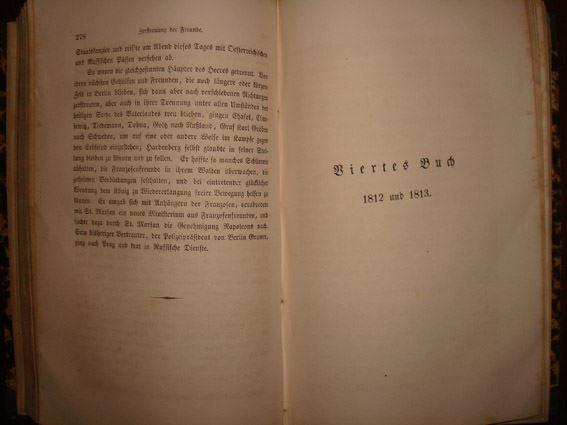 278
Zerstreuung der Freunde.
Staatskanzler und reiste am Abend dieses Tages mit Oesterreichischen
und Russischen Pässen versehen ab.
So waren die gleichgesinnten Häupter des Heeres getrennt. Von
ihren nächsten Gehülfen und Freunden, die noch längere oder kürzere
Zeit in Berlin blieben, sich dann aber nach verschiedenen Richtungen
zerstreuten, aber auch in ihrer Trennung unter allen Umständen der
heiligen Sache des Vaterlandes treu blieben, gingen Chasot, Clau-
sewitz, Tiedemann, Dohna, Goltz nach Rußland, Graf Karl Gröben
nach Schweden, um auf eine oder andere Weise im Kampfe gegen
den Erbfeind einzustehen; Hardenberg selbst glaubte in seiner Stel-
lung bleiben zu können und zu sollen. Er hoffte so manches Schlimme
abhalten, die Franzosenfreunde in ihrem Walden überwachen, die
geheimen Verbindungen festhalten, und bei eintretender glücklicher
Wendung dem König zu Wiedererlangung freier Bewegung helfen zu
können. Er umgab sich mit Anhängern der Franzosen, verabredete
mit St. Marsan ein neues Ministerium aus Franzosenfreunden, und
suchte dazu durch St. Marsan die Genehmigung Napoleons nach.
Sein bisheriger Vertrauter, der Polizeipräsident von Berlin Gruner,
ging nach Prag und trat in Russische Dienste.
Viertes Buch
1812 und 1813.